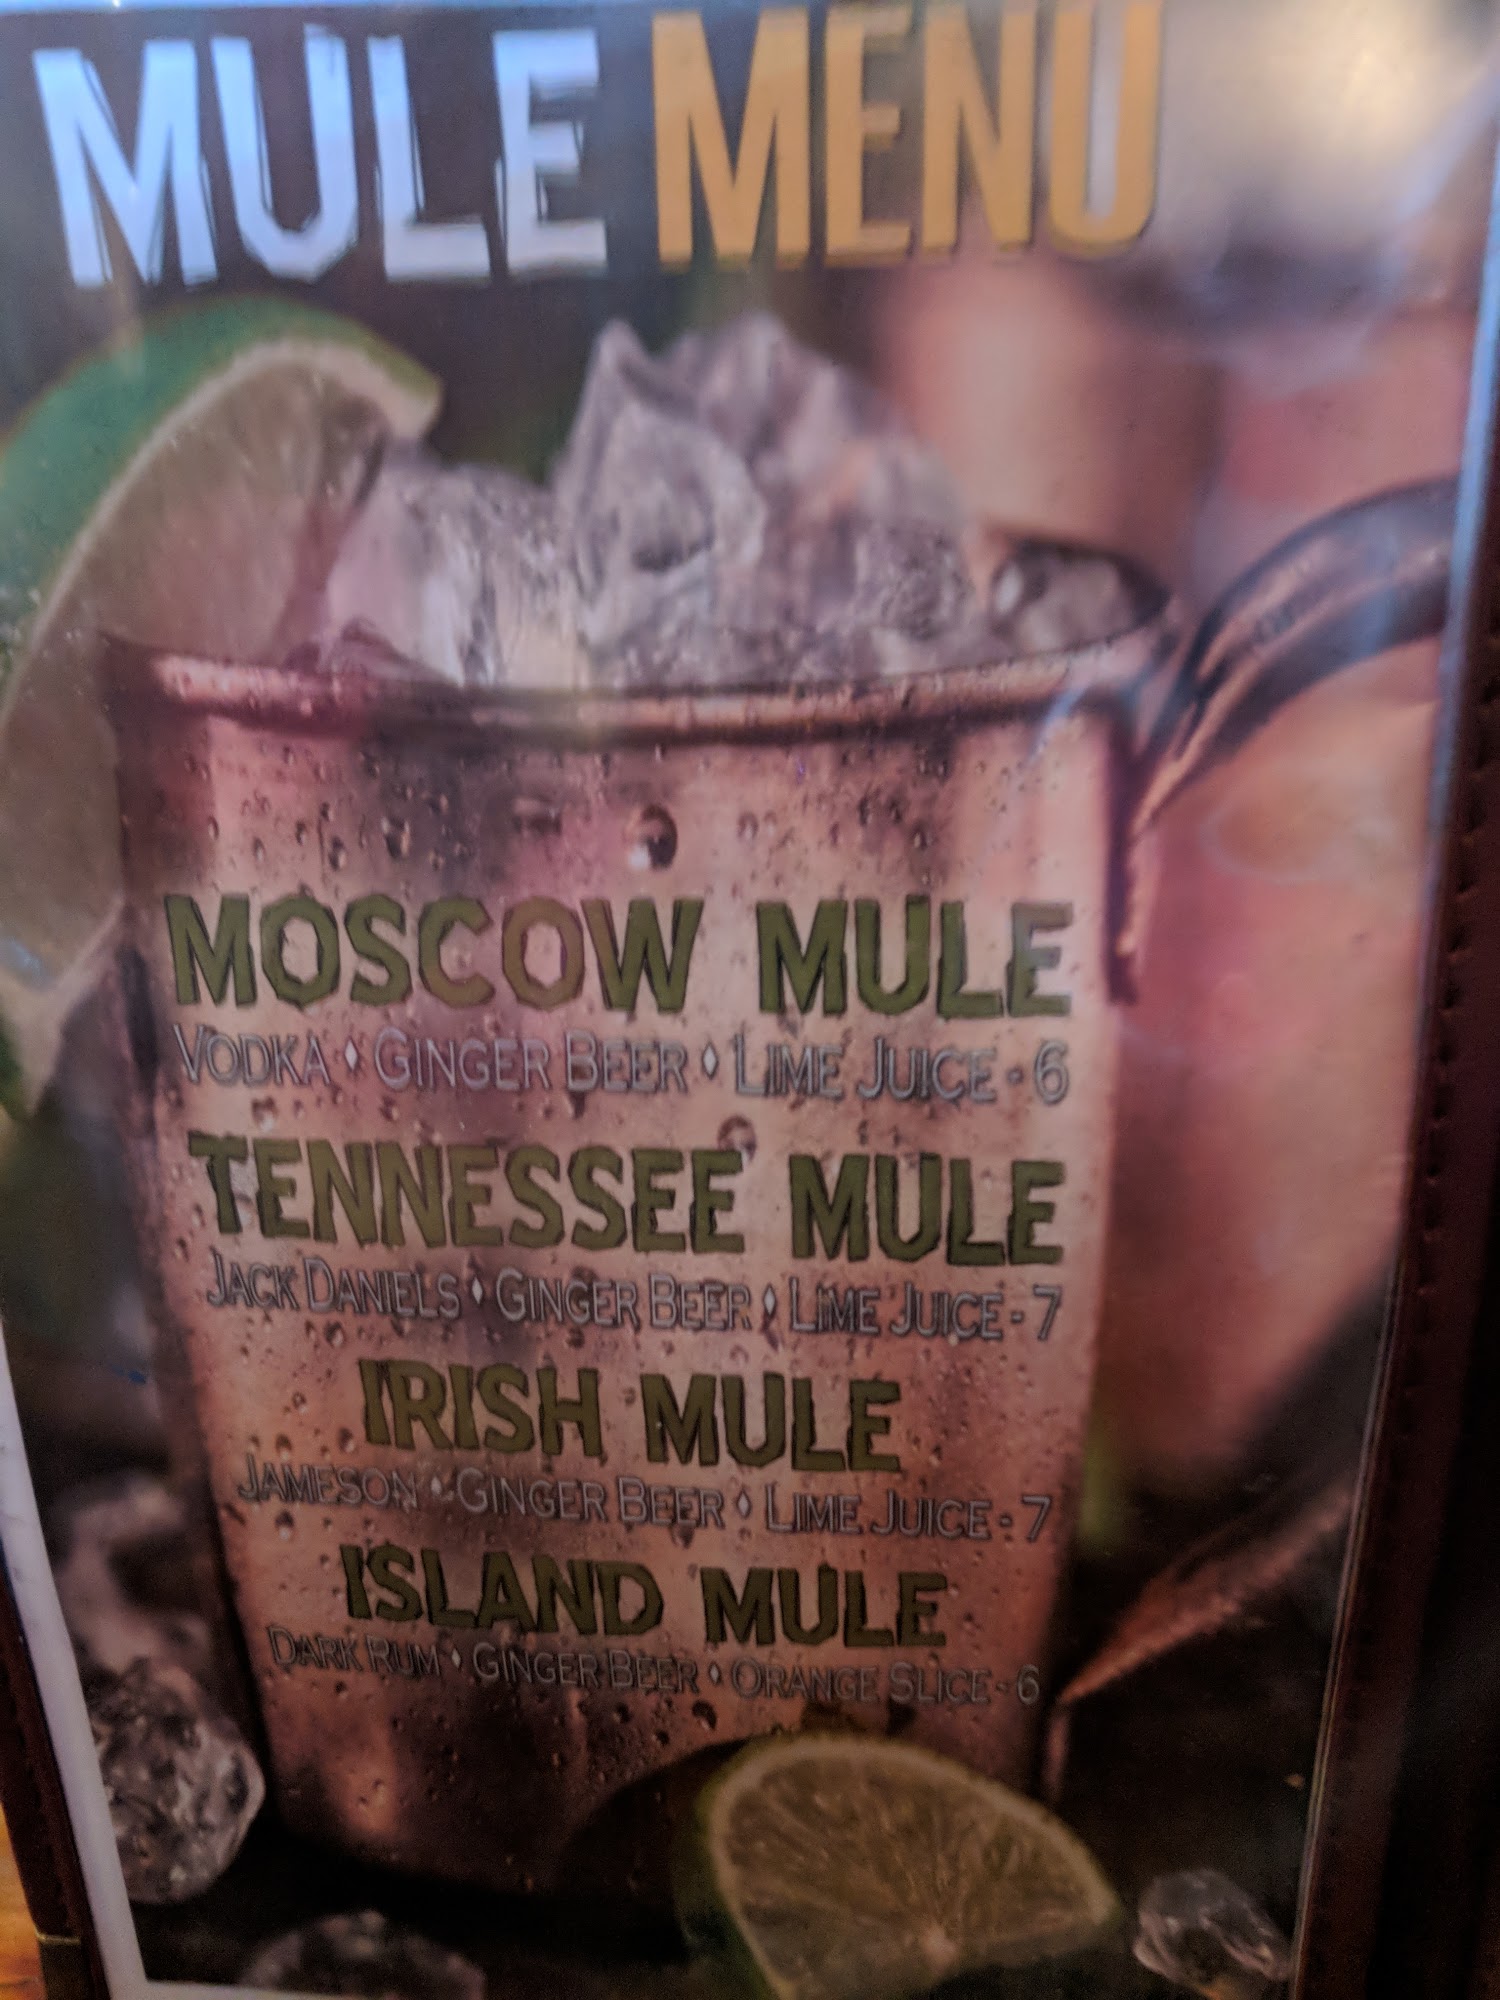 MULE MENU
MOSCOW MULE
VODKA ⬧ GINGER BEER ⬧ LIME JUICE - 6
TENNESSEE MULE
JACK DANIELS ⬧ GINGER BEER ⬧ LIME JUICE - 7
IRISH MULE
JAMESON ⬧ GINGER BEER ⬧ LIME JUICE - 7
ISLAND MULE
DARK RUM ⬧ GINGER BEER ⬧ ORANGE SLICE - 6